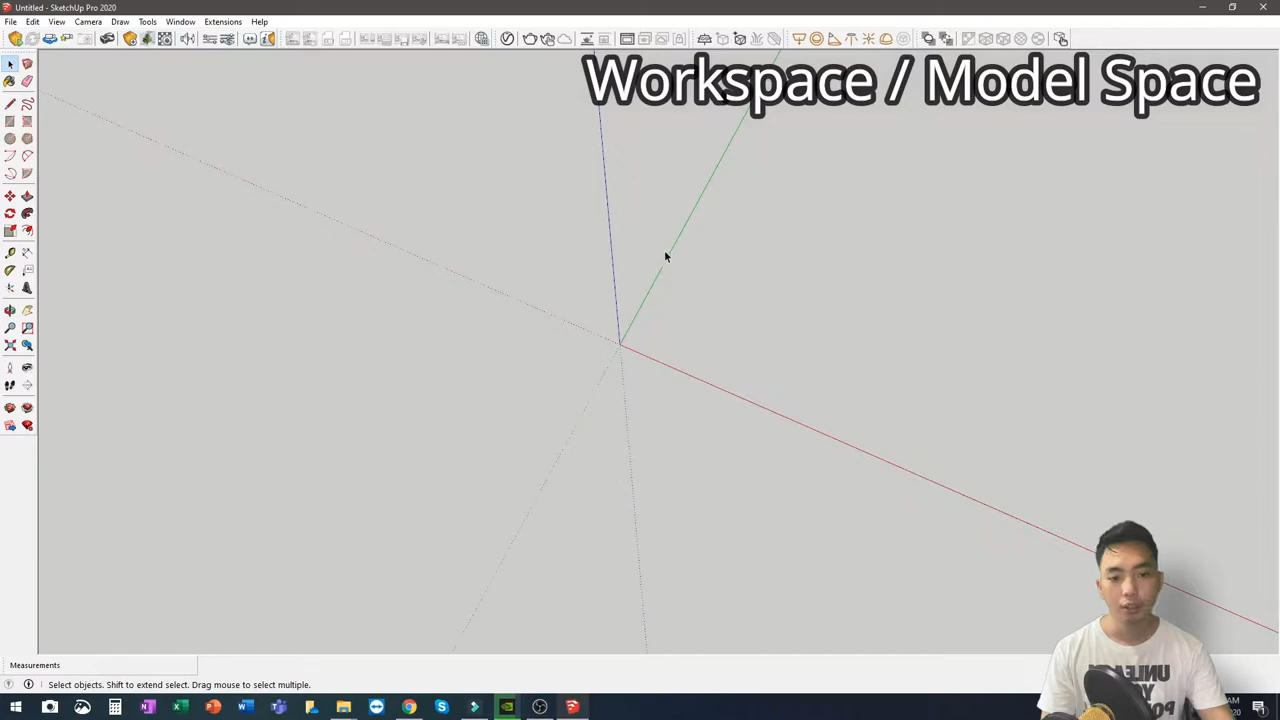 Untitled - SketchUp Pro 2020
File Edit View Camera Draw Tools Window Extensions Help
Workspace / Model Space
Measurements
Select objects. Shift to extend select. Drag mouse to select multiple.